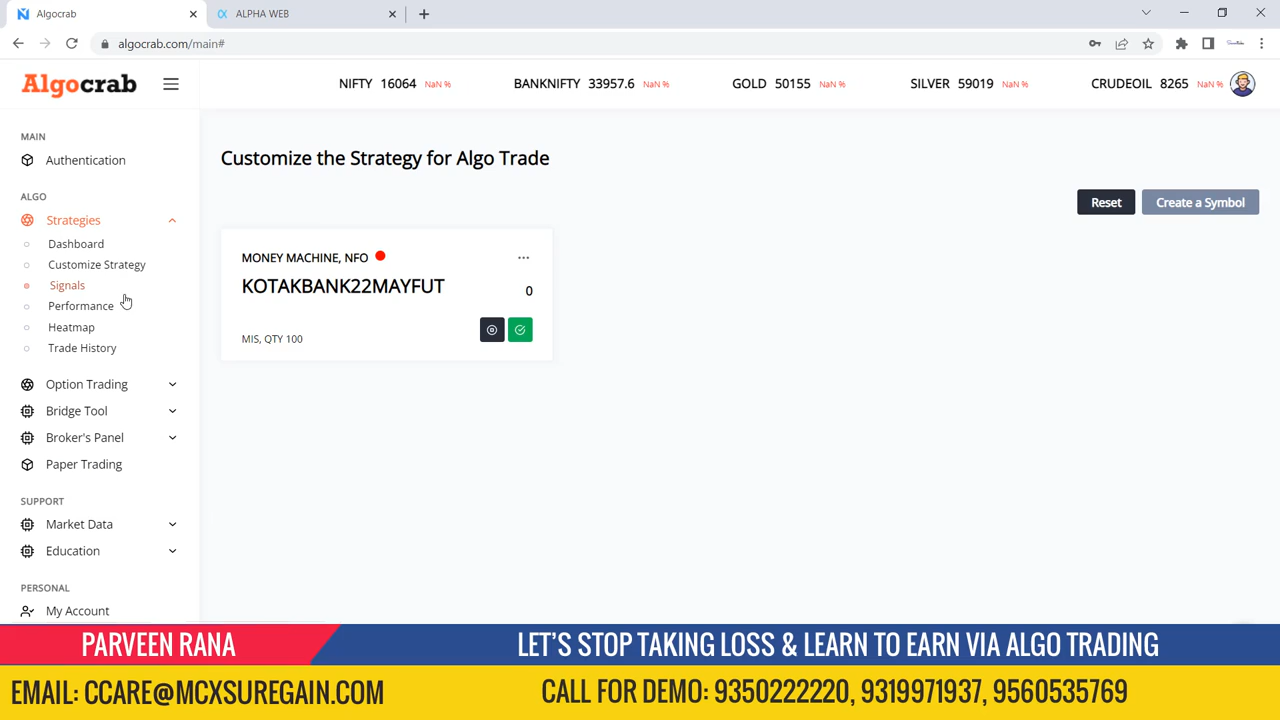 Algocrab
ALPHA WEB
algocrab.com/main#
Algocrab
NIFTY 16064 NaN %
BANKNIFTY 33957.6 NaN %
GOLD 50155 NaN %
SILVER 59019 NaN %
CRUDEOIL 8265 NaN %
MAIN
Authentication
ALGO
Strategies
Dashboard
Customize Strategy
Signals
Performance
Heatmap
Trade History
Option Trading
Bridge Tool
Broker's Panel
Paper Trading
SUPPORT
Market Data
Education
PERSONAL
My Account
Customize the Strategy for Algo Trade
Reset
Create a Symbol
MONEY MACHINE, NFO
KOTAKBANK22MAYFUT
0
MIS, QTY 100
PARVEEN RANA
LET'S STOP TAKING LOSS & LEARN TO EARN VIA ALGO TRADING
EMAIL: CCARE@MCXSUREGAIN.COM
CALL FOR DEMO: 9350222220, 9319971937, 9560535769